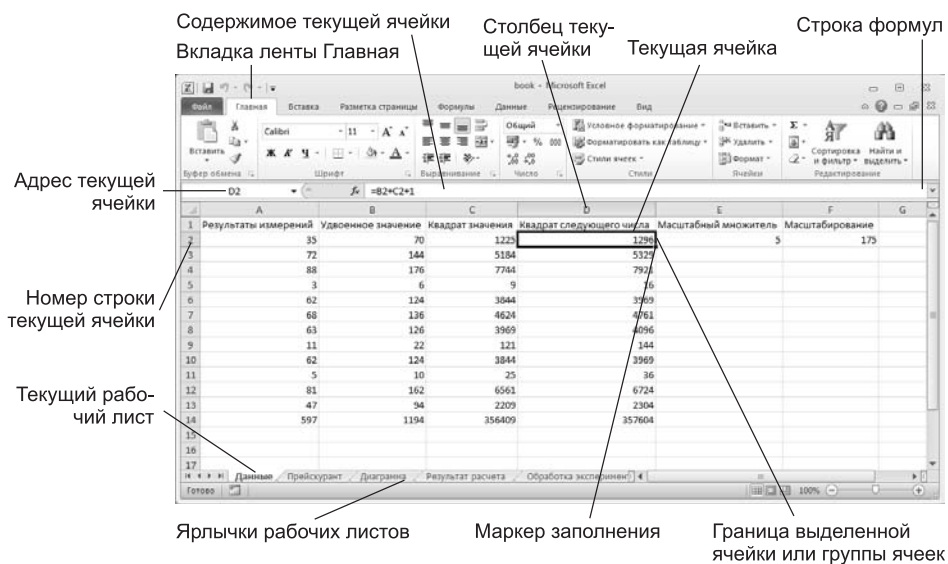 Содержимое текущей ячейки
Вкладка ленты Главная
Столбец теку-
щей ячейки
Текущая ячейка
Строка формул
book - Microsoft Excel
Файл Главная Вставка Разметка страницы Формулы Данные Рецензирование Вид
Вставить
Calibri 11
Ж К Ч
Общий
% 000
Условное форматирование
Форматировать как таблицу
Стили ячеек
Вставить
Удалить
Формат
Σ
Сортировка и фильтр
Найти и выделить
Буфер обмена Шрифт Выравнивание Число Стили Ячейки Редактирование
Адрес текущей
ячейки
D2 fx =B2+C2+1
A B C D E F G
1 Результаты измерений Удвоенное значение Квадрат значения Квадрат следующего числа Масштабный множитель Масштабирование
2 35 70 1225 1296 5 175
3 72 144 5184 5329
4 88 176 7744 7921
5 3 6 9 16
6 62 124 3844 3969
7 68 136 4624 4761
8 63 126 3969 4096
9 11 22 121 144
10 62 124 3844 3969
11 5 10 25 36
12 81 162 6561 6724
13 47 94 2209 2304
14 597 1194 356409 357604
15
16
17
Номер строки
текущей ячейки
Текущий рабо-
чий лист
Данные Прейскурант Диаграмма Результат расчета Обработка эксперимент
Готово 100%
Ярлычки рабочих листов
Маркер заполнения
Граница выделенной
ячейки или группы ячеек